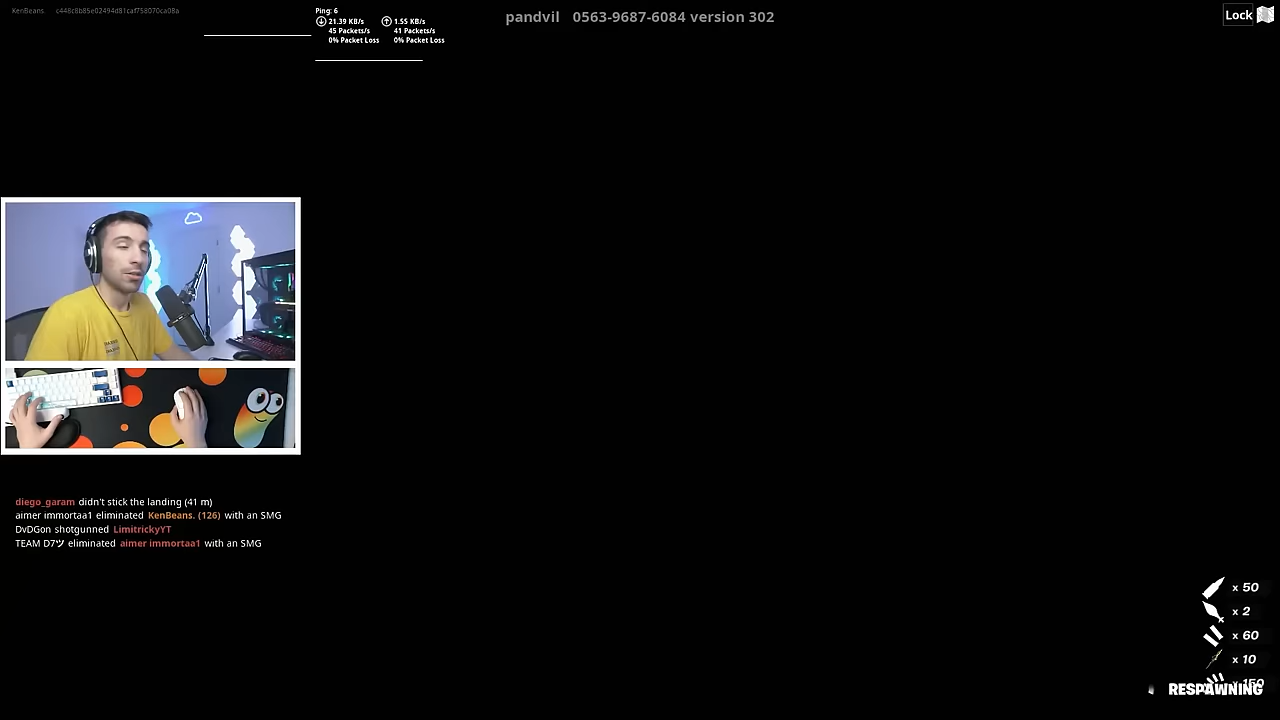 KenBeans c448c8b85e02494d81caf758070ca08a
Ping: 6
21.39 KB/s 1.55 KB/s
45 Packets/s 41 Packets/s
0% Packet Loss 0% Packet Loss
pandvil 0563-9687-6084 version 302
Lock
diego_garam didn't stick the landing (41 m)
aimer immortaa1 eliminated KenBeans. (126) with an SMG
DvDGon shotgunned LimitrickyYT
TEAM D7ツ eliminated aimer immortaa1 with an SMG
x 50
x 2
x 60
x 10
x 150
RESPAWNING